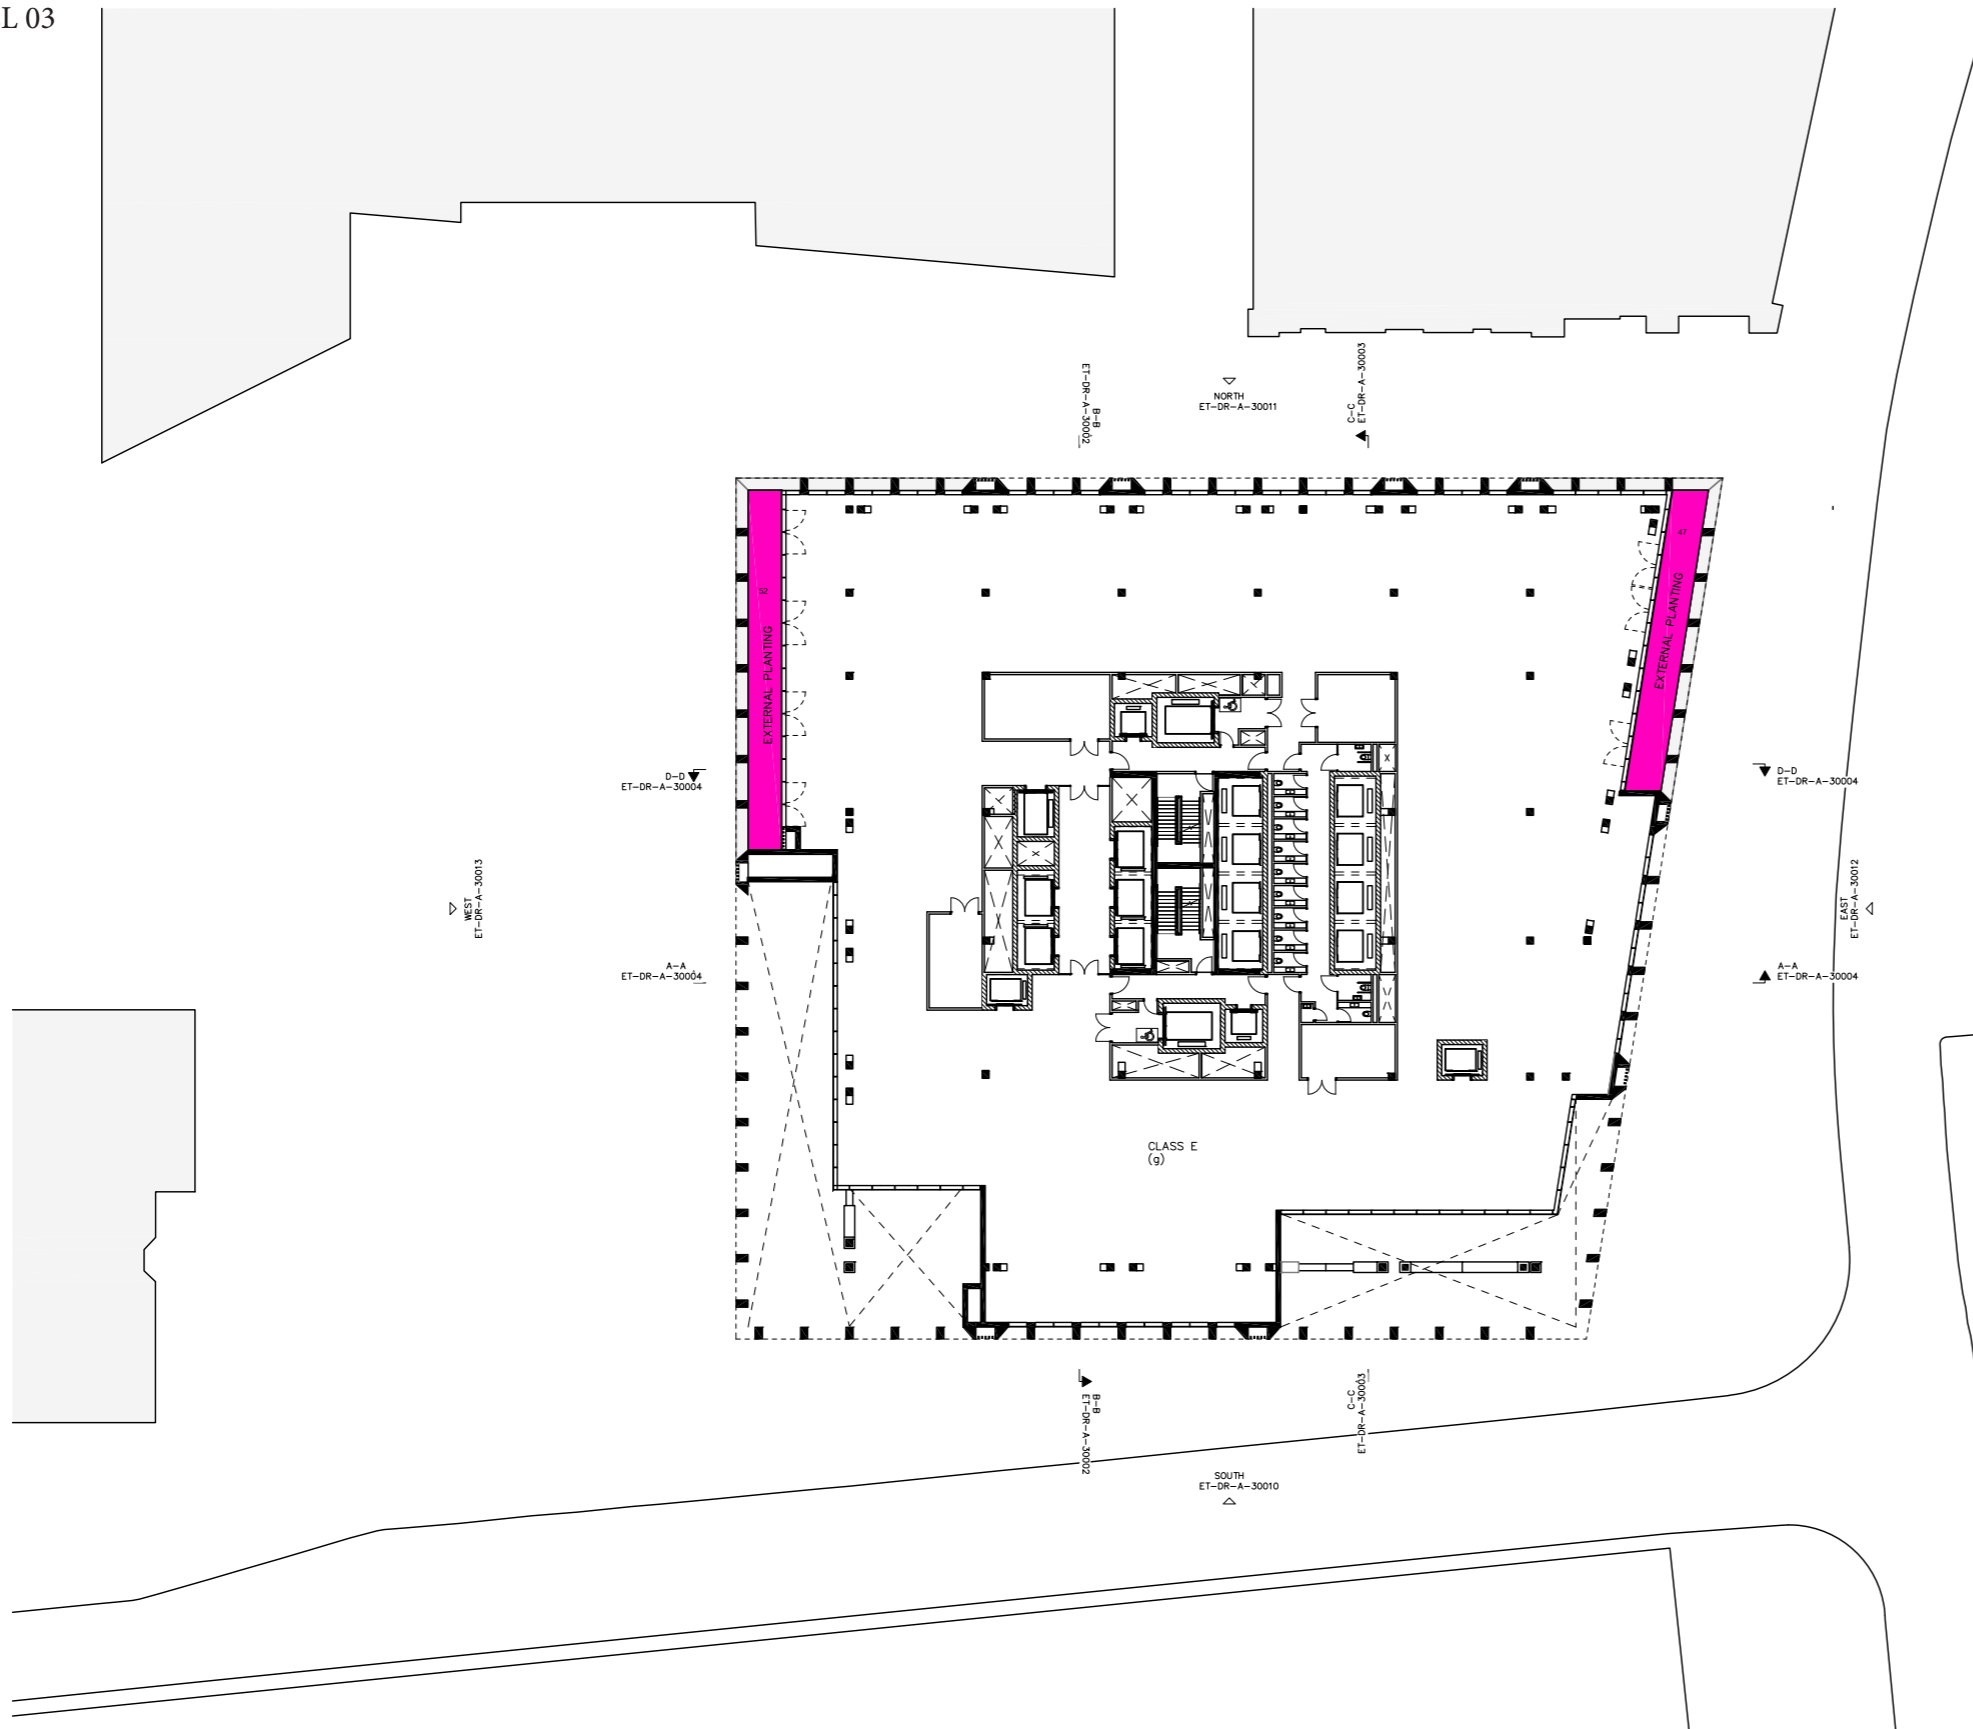 L 03
B-B
ET-DR-A-30002
NORTH
ET-DR-A-30011
C-C
ET-DR-A-30003
EXTERNAL PLANTING
47
EXTERNAL PLANTING
D-D
ET-DR-A-30004
D-D
ET-DR-A-30004
WEST
ET-DR-A-30013
EAST
ET-DR-A-30012
A-A
ET-DR-A-30004
A-A
ET-DR-A-30004
CLASS E
(g)
B-B
ET-DR-A-30002
C-C
ET-DR-A-30003
SOUTH
ET-DR-A-30010